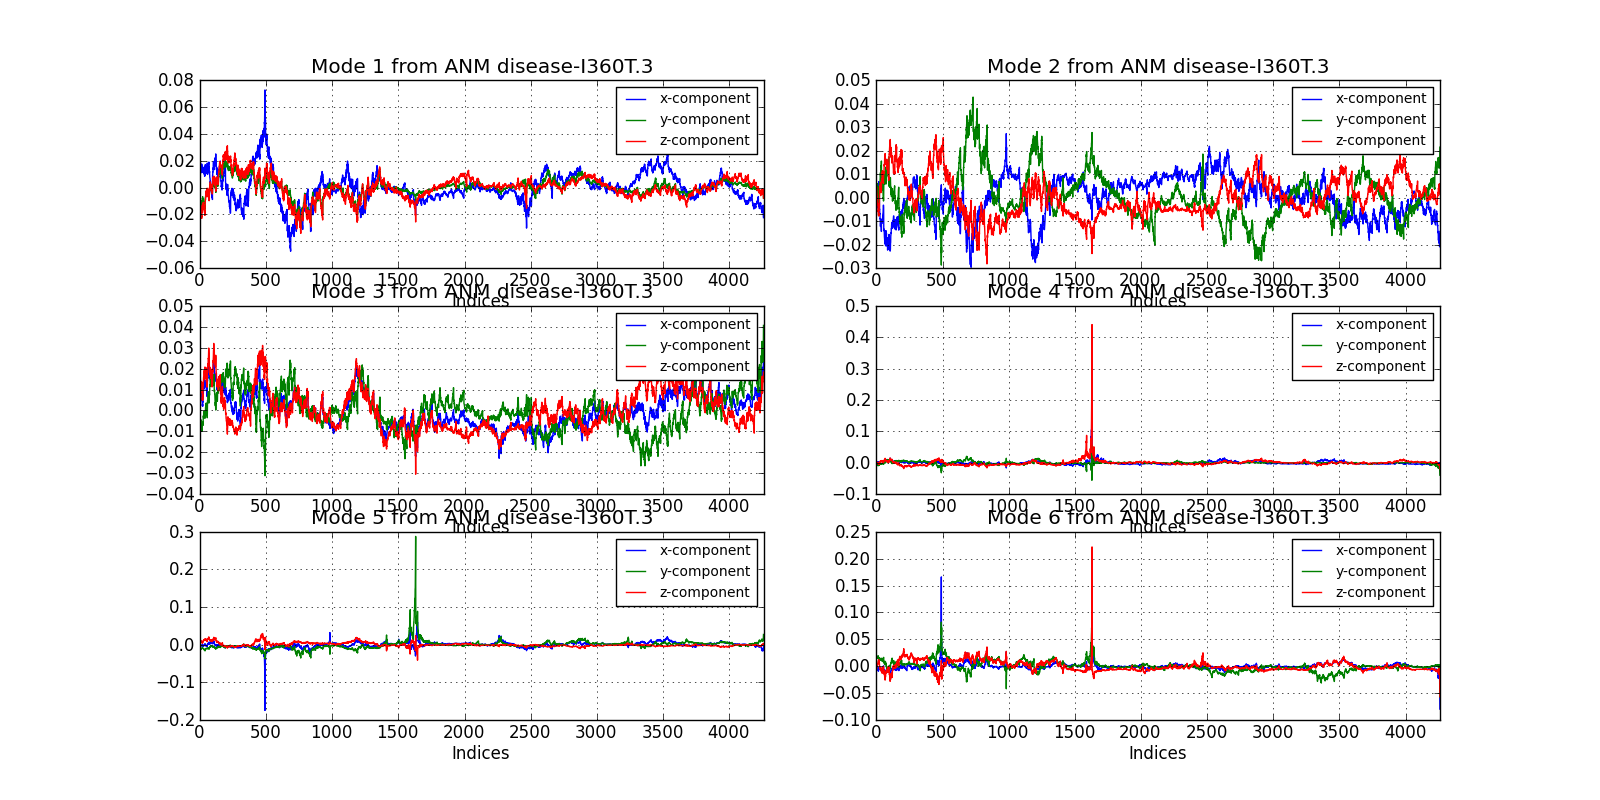 Mode 1 from ANM disease-I360T.3
0.08
0.06
0.04
0.02
0.00
−0.02
−0.04
−0.06
0 500 1000 1500 2000 2500 3000 3500 4000
Indices
x-component
y-component
z-component
Mode 2 from ANM disease-I360T.3
0.05
0.04
0.03
0.02
0.01
0.00
−0.01
−0.02
−0.03
0 500 1000 1500 2000 2500 3000 3500 4000
Indices
x-component
y-component
z-component
Mode 3 from ANM disease-I360T.3
0.05
0.04
0.03
0.02
0.01
0.00
−0.01
−0.02
−0.03
−0.04
0 500 1000 1500 2000 2500 3000 3500 4000
Indices
x-component
y-component
z-component
Mode 4 from ANM disease-I360T.3
0.5
0.4
0.3
0.2
0.1
0.0
−0.1
0 500 1000 1500 2000 2500 3000 3500 4000
Indices
x-component
y-component
z-component
Mode 5 from ANM disease-I360T.3
0.3
0.2
0.1
0.0
−0.1
−0.2
0 500 1000 1500 2000 2500 3000 3500 4000
Indices
x-component
y-component
z-component
Mode 6 from ANM disease-I360T.3
0.25
0.20
0.15
0.10
0.05
0.00
−0.05
−0.10
0 500 1000 1500 2000 2500 3000 3500 4000
Indices
x-component
y-component
z-component